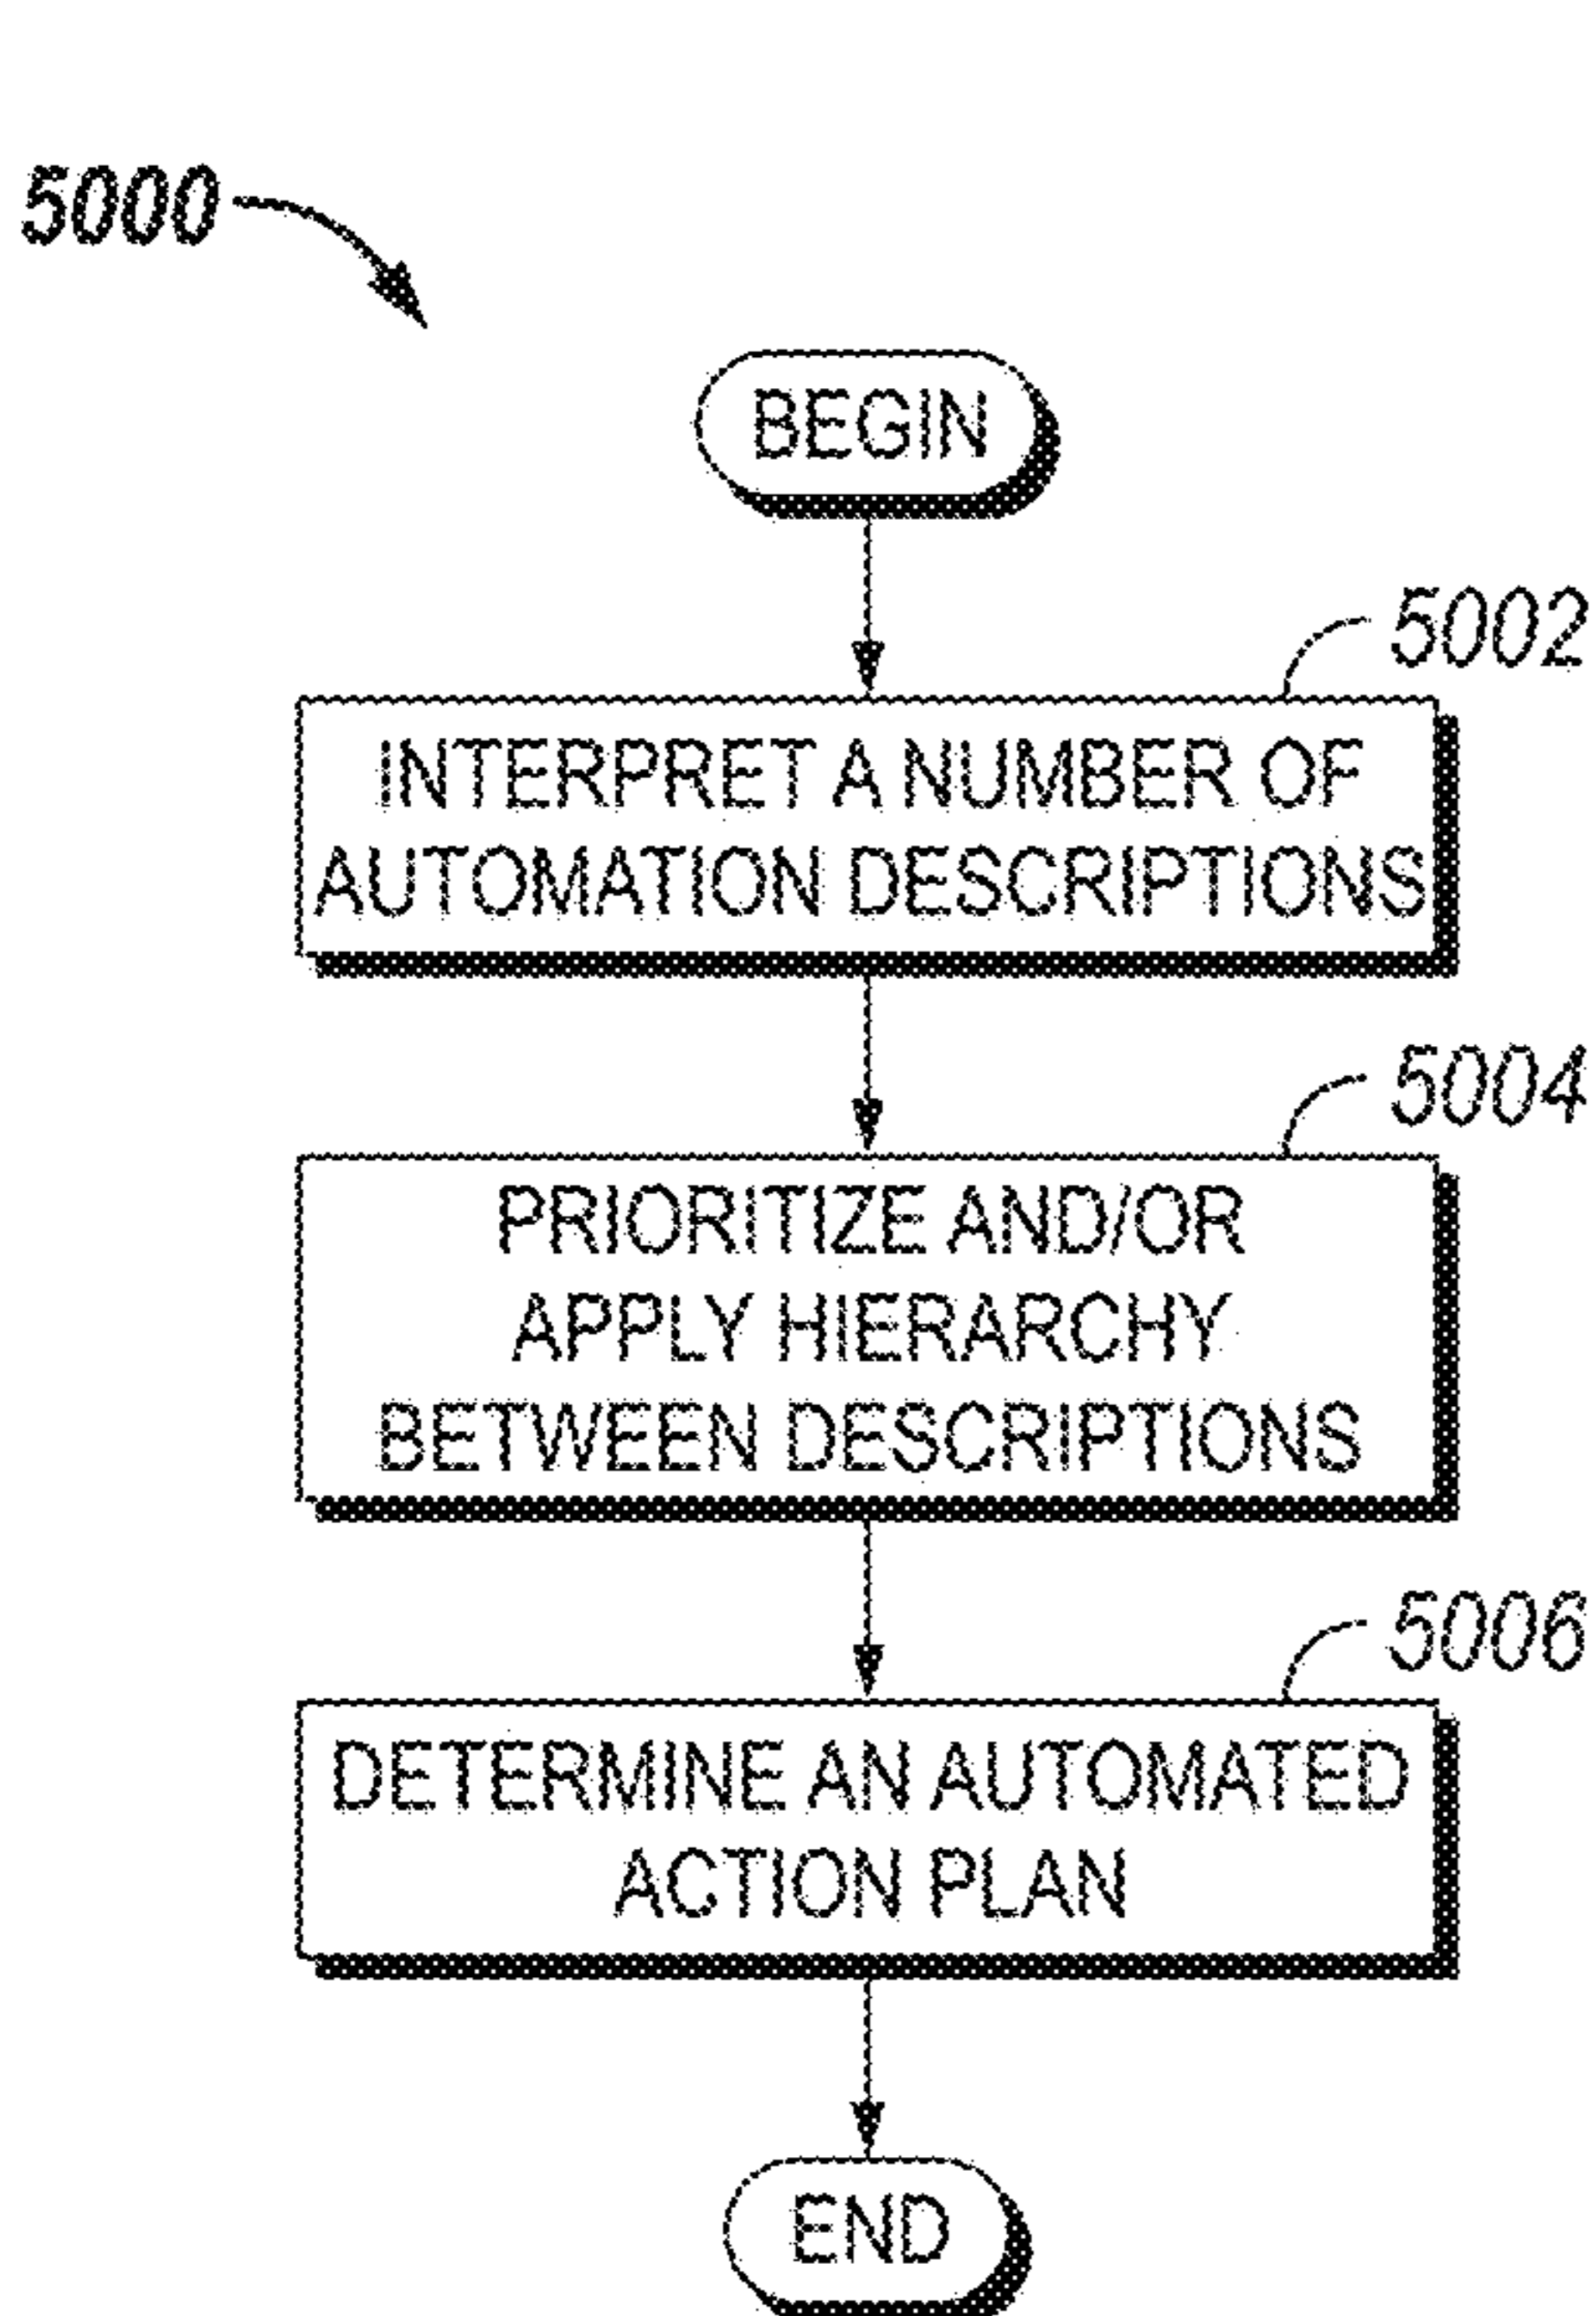 5000
BEGIN
5002
INTERPRET A NUMBER OF
AUTOMATION DESCRIPTIONS
5004
PRIORITIZE AND/OR
APPLY HIERARCHY
BETWEEN DESCRIPTIONS
5006
DETERMINE AN AUTOMATED
ACTION PLAN
END